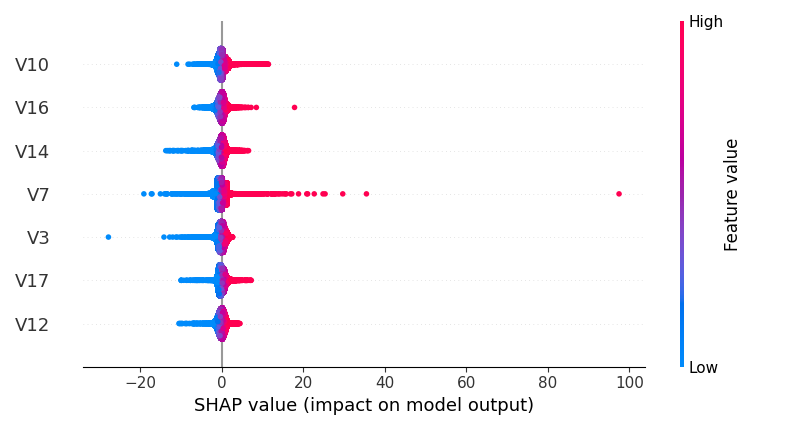 High
V10
V16
V14
V7
V3
V17
V12
Feature value
Low
−20 0 20 40 60 80 100
SHAP value (impact on model output)